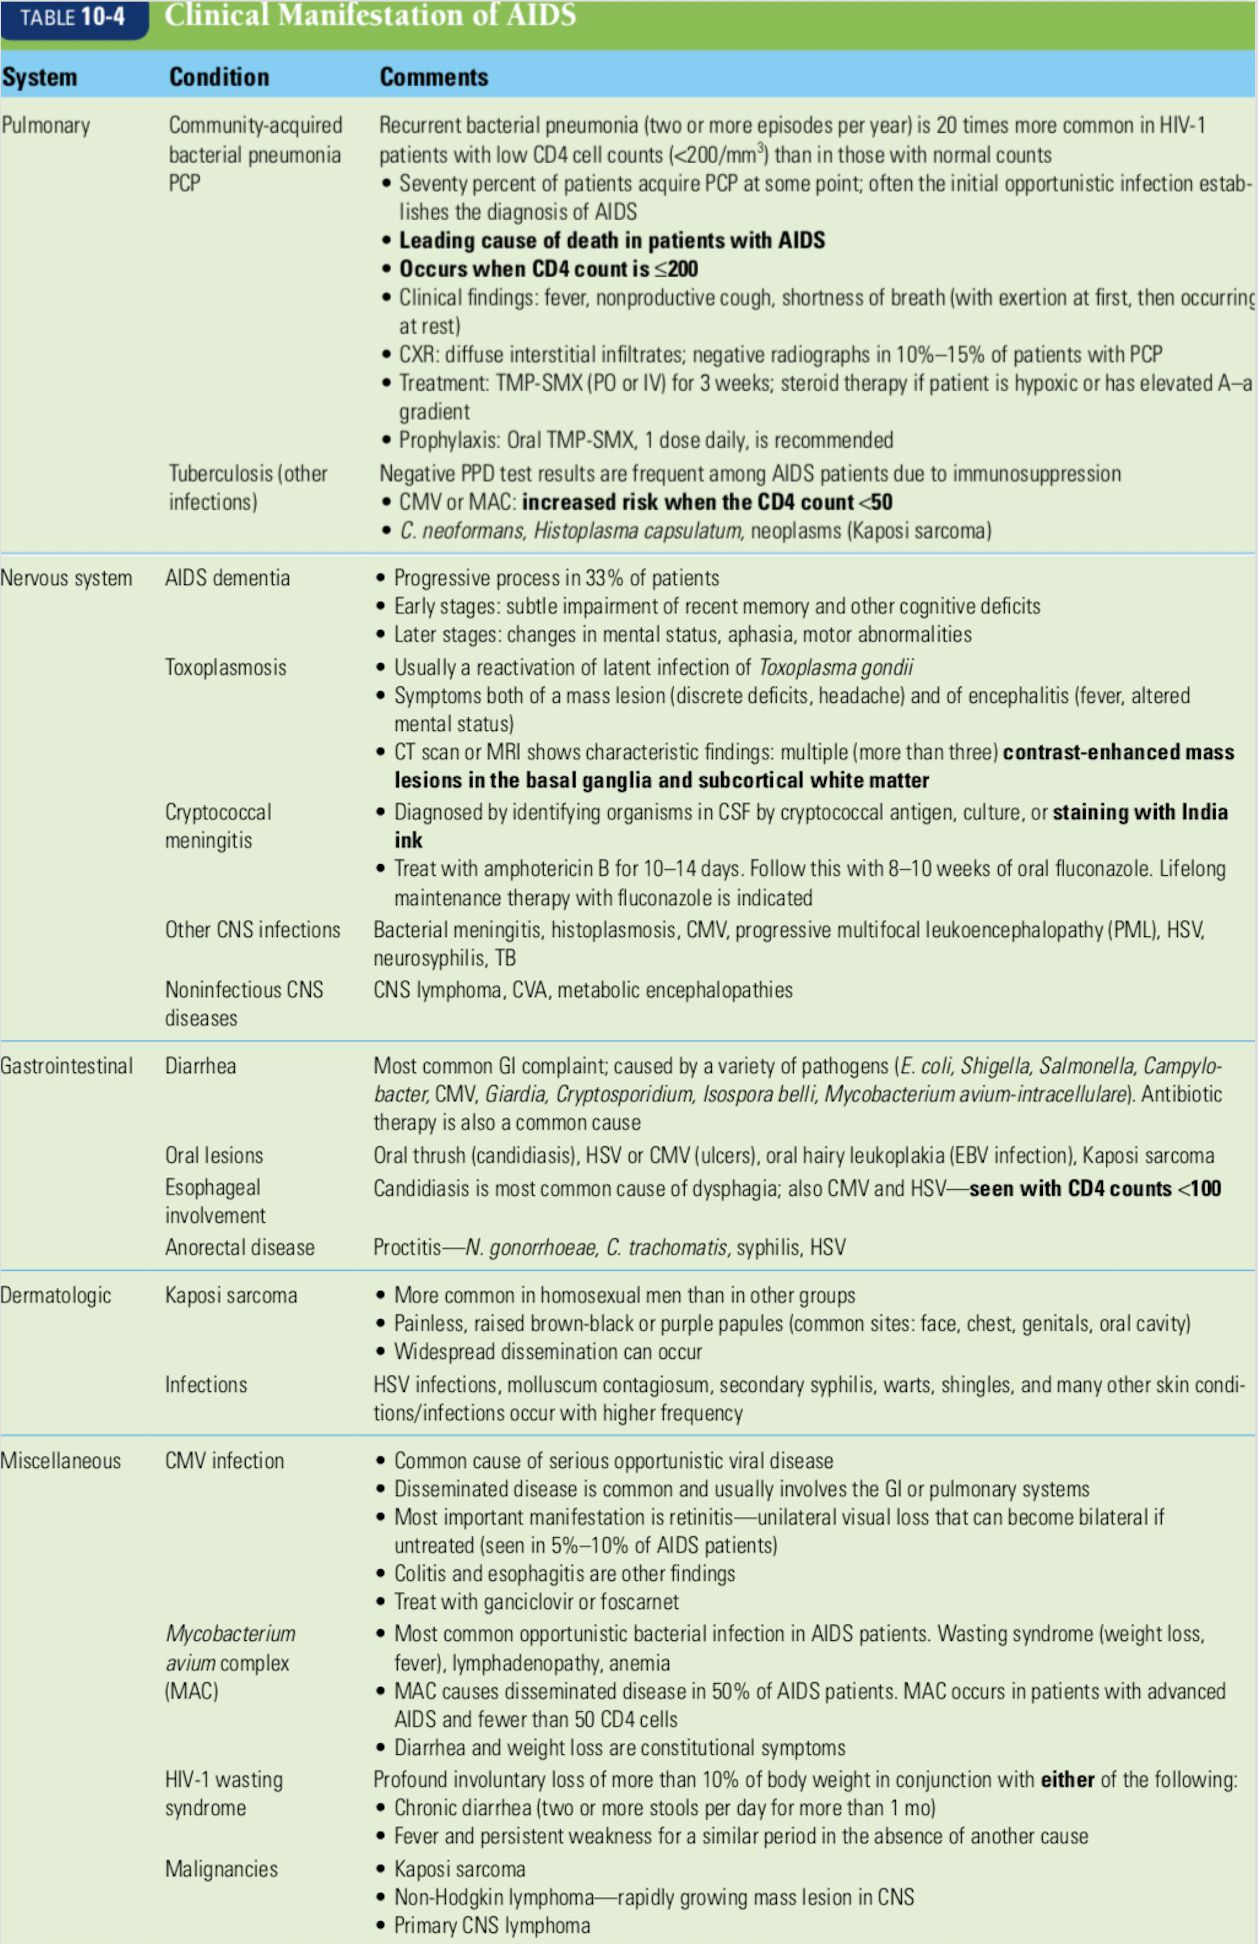 TABLE 10-4 Clinical Manifestation of AIDS
System Condition Comments
Pulmonary Community-acquired Recurrent bacterial pneumonia (two or more episodes per year) is 20 times more common in HIV-1
bacterial pneumonia patients with low CD4 cell counts (<200/mm³) than in those with normal counts
PCP • Seventy percent of patients acquire PCP at some point; often the initial opportunistic infection estab-
lishes the diagnosis of AIDS
• Leading cause of death in patients with AIDS
• Occurs when CD4 count is ≤200
• Clinical findings: fever, nonproductive cough, shortness of breath (with exertion at first, then occurring
at rest)
• CXR: diffuse interstitial infiltrates; negative radiographs in 10%–15% of patients with PCP
• Treatment: TMP-SMX (PO or IV) for 3 weeks; steroid therapy if patient is hypoxic or has elevated A–a
gradient
• Prophylaxis: Oral TMP-SMX, 1 dose daily, is recommended
Tuberculosis (other Negative PPD test results are frequent among AIDS patients due to immunosuppression
infections) • CMV or MAC: increased risk when the CD4 count <50
• C. neoformans, Histoplasma capsulatum, neoplasms (Kaposi sarcoma)
Nervous system AIDS dementia • Progressive process in 33% of patients
• Early stages: subtle impairment of recent memory and other cognitive deficits
• Later stages: changes in mental status, aphasia, motor abnormalities
Toxoplasmosis • Usually a reactivation of latent infection of Toxoplasma gondii
• Symptoms both of a mass lesion (discrete deficits, headache) and of encephalitis (fever, altered
mental status)
• CT scan or MRI shows characteristic findings: multiple (more than three) contrast-enhanced mass
lesions in the basal ganglia and subcortical white matter
Cryptococcal • Diagnosed by identifying organisms in CSF by cryptococcal antigen, culture, or staining with India
meningitis ink
• Treat with amphotericin B for 10–14 days. Follow this with 8–10 weeks of oral fluconazole. Lifelong
maintenance therapy with fluconazole is indicated
Other CNS infections Bacterial meningitis, histoplasmosis, CMV, progressive multifocal leukoencephalopathy (PML), HSV,
neurosyphilis, TB
Noninfectious CNS CNS lymphoma, CVA, metabolic encephalopathies
diseases
Gastrointestinal Diarrhea Most common GI complaint; caused by a variety of pathogens (E. coli, Shigella, Salmonella, Campylo-
bacter, CMV, Giardia, Cryptosporidium, Isospora belli, Mycobacterium avium-intracellulare). Antibiotic
therapy is also a common cause
Oral lesions Oral thrush (candidiasis), HSV or CMV (ulcers), oral hairy leukoplakia (EBV infection), Kaposi sarcoma
Esophageal Candidiasis is most common cause of dysphagia; also CMV and HSV—seen with CD4 counts <100
involvement
Anorectal disease Proctitis—N. gonorrhoeae, C. trachomatis, syphilis, HSV
Dermatologic Kaposi sarcoma • More common in homosexual men than in other groups
• Painless, raised brown-black or purple papules (common sites: face, chest, genitals, oral cavity)
• Widespread dissemination can occur
Infections HSV infections, molluscum contagiosum, secondary syphilis, warts, shingles, and many other skin condi-
tions/infections occur with higher frequency
Miscellaneous CMV infection • Common cause of serious opportunistic viral disease
• Disseminated disease is common and usually involves the GI or pulmonary systems
• Most important manifestation is retinitis—unilateral visual loss that can become bilateral if
untreated (seen in 5%–10% of AIDS patients)
• Colitis and esophagitis are other findings
• Treat with ganciclovir or foscarnet
Mycobacterium • Most common opportunistic bacterial infection in AIDS patients. Wasting syndrome (weight loss,
avium complex fever), lymphadenopathy, anemia
(MAC) • MAC causes disseminated disease in 50% of AIDS patients. MAC occurs in patients with advanced
AIDS and fewer than 50 CD4 cells
• Diarrhea and weight loss are constitutional symptoms
HIV-1 wasting Profound involuntary loss of more than 10% of body weight in conjunction with either of the following:
syndrome • Chronic diarrhea (two or more stools per day for more than 1 mo)
• Fever and persistent weakness for a similar period in the absence of another cause
Malignancies • Kaposi sarcoma
• Non-Hodgkin lymphoma—rapidly growing mass lesion in CNS
• Primary CNS lymphoma